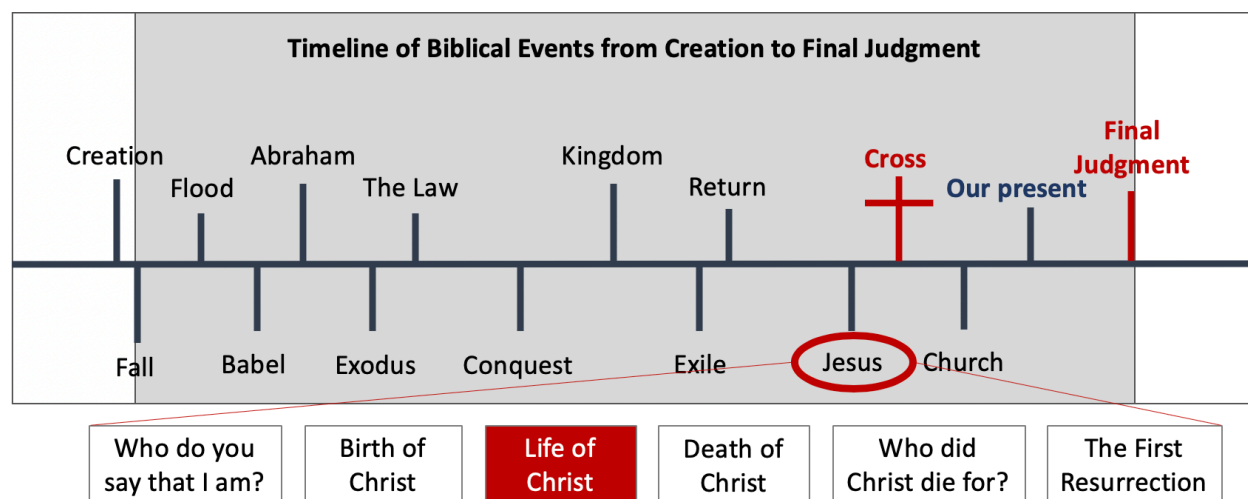 Timeline of Biblical Events from Creation to Final Judgment
Creation
Flood
Abraham
The Law
Kingdom
Return
Cross
Our present
Final
Judgment
Fall
Babel
Exodus
Conquest
Exile
Jesus
Church
Who do you
say that I am?
Birth of
Christ
Life of
Christ
Death of
Christ
Who did
Christ die for?
The First
Resurrection